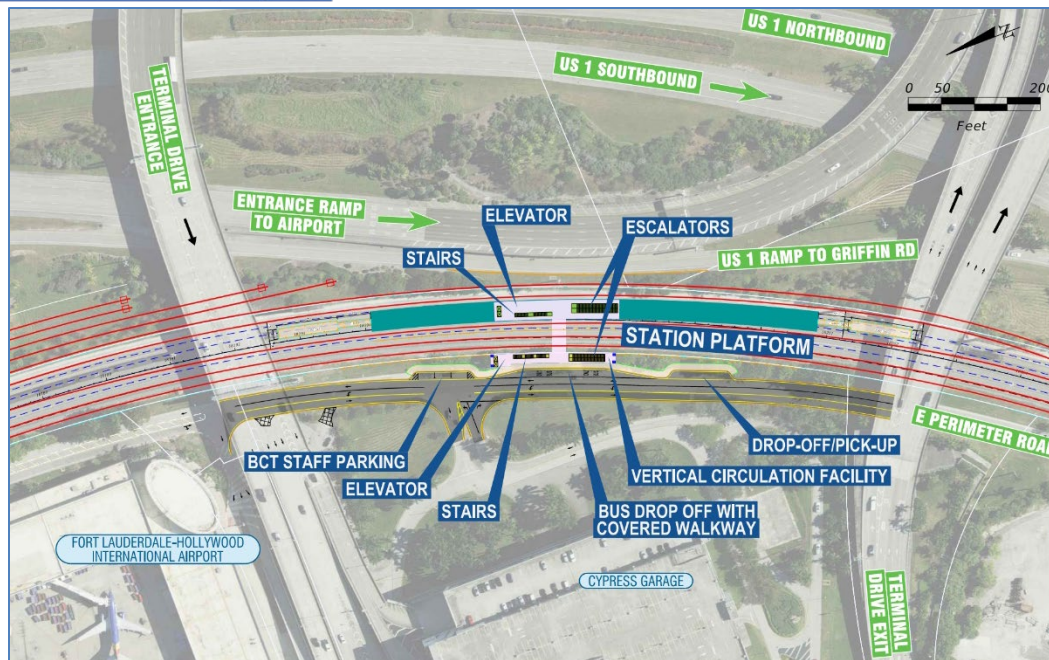 US 1 NORTHBOUND
US 1 SOUTHBOUND
TERMINAL DRIVE
ENTRANCE
0 50 100 200
Feet
ENTRANCE RAMP
TO AIRPORT
ELEVATOR
ESCALATORS
STAIRS
US 1 RAMP TO GRIFFIN RD
STATION PLATFORM
E PERIMETER ROAD
BCT STAFF PARKING
DROP-OFF/PICK-UP
ELEVATOR
VERTICAL CIRCULATION FACILITY
STAIRS
BUS DROP OFF WITH
COVERED WALKWAY
FORT LAUDERDALE-HOLLYWOOD
INTERNATIONAL AIRPORT
CYPRESS GARAGE
TERMINAL
DRIVE EXIT